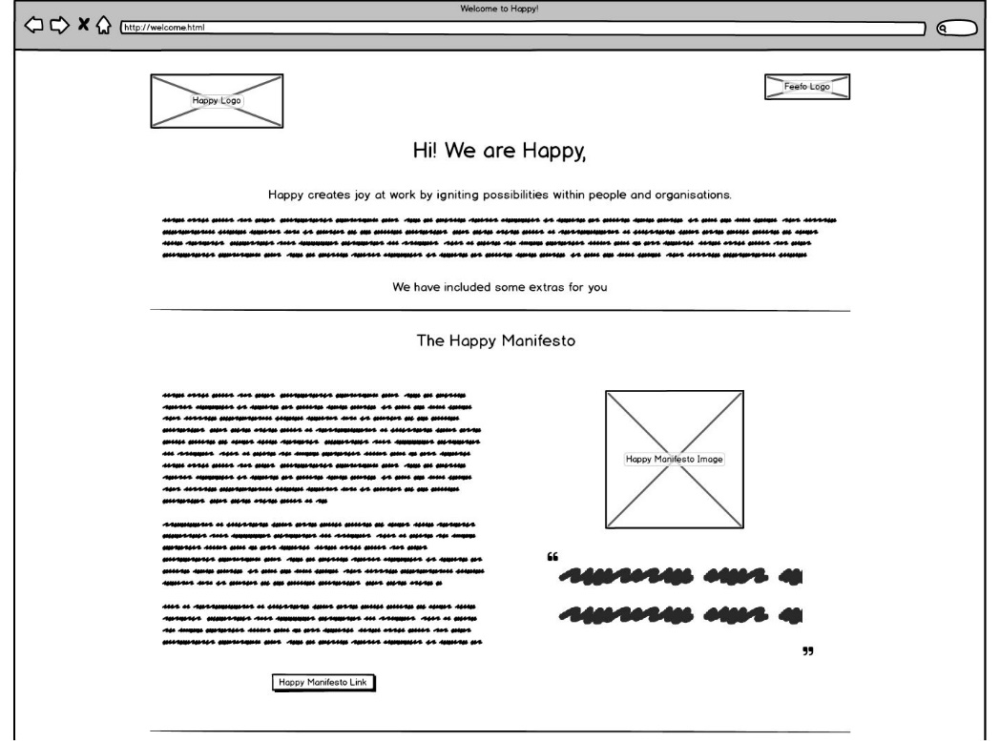 Welcome to Happy!
http://welcome.html
Happy Logo
Feefo Logo
Hi! We are Happy,
Happy creates joy at work by igniting possibilities within people and organisations.
We have included some extras for you
The Happy Manifesto
Happy Manifesto Image
“
”
Happy Manifesto Link